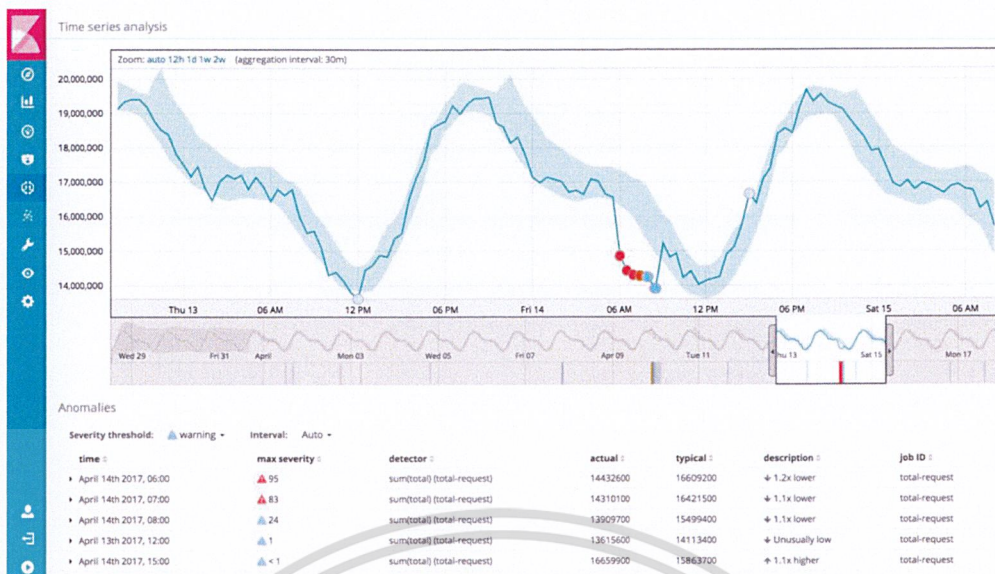 Time series analysis
Zoom: auto 12h 1d 1w 2w (aggregation interval: 30m)
20,000,000
19,000,000
18,000,000
17,000,000
16,000,000
15,000,000
14,000,000
Thu 13 06 AM 12 PM 06 PM Fri 14 06 AM 12 PM 06 PM Sat 15 06 AM
Wed 29 Fri 31 April Mon 03 Wed 05 Fri 07 Apr 09 Tue 11 hu 13 Sat 15 Mon 17
Anomalies
Severity threshold: warning Interval: Auto
time max severity detector actual typical description job ID
April 14th 2017, 06:00 95 sum(total) (total-request) 14432600 16609200 1.2x lower total-request
April 14th 2017, 07:00 83 sum(total) (total-request) 14310100 16421500 1.1x lower total-request
April 14th 2017, 08:00 24 sum(total) (total-request) 13909700 15499400 1.1x lower total-request
April 13th 2017, 12:00 1 sum(total) (total-request) 13615600 14113400 Unusually low total-request
April 14th 2017, 15:00 < 1 sum(total) (total-request) 16659900 15863700 1.1x higher total-request